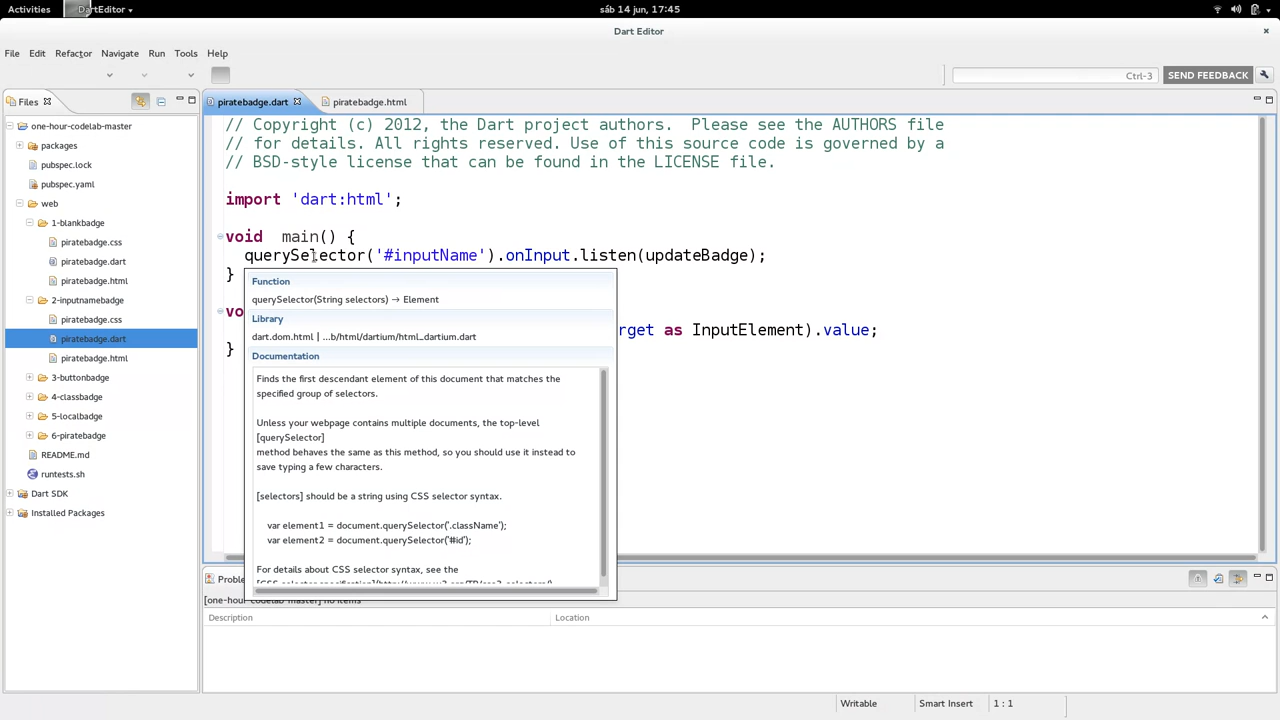 Activities
DartEditor
sáb 14 jun, 17:45
Dart Editor
File Edit Refactor Navigate Run Tools Help
Ctrl-3
SEND FEEDBACK
Files
piratebadge.dart
piratebadge.html
one-hour-codelab-master
packages
pubspec.lock
pubspec.yaml
web
1-blankbadge
piratebadge.css
piratebadge.dart
piratebadge.html
2-inputnamebadge
piratebadge.css
piratebadge.dart
piratebadge.html
3-buttonbadge
4-classbadge
5-localbadge
6-piratebadge
README.md
runtests.sh
Dart SDK
Installed Packages
// Copyright (c) 2012, the Dart project authors.  Please see the AUTHORS file
// for details. All rights reserved. Use of this source code is governed by a
// BSD-style license that can be found in the LICENSE file.
import 'dart:html';
void  main() {
querySelector('#inputName').onInput.listen(updateBadge);
}
vo
rget as InputElement).value;
}
Function
querySelector(String selectors) → Element
Library
dart.dom.html | ...b/html/dartium/html_dartium.dart
Documentation
Finds the first descendant element of this document that matches the
specified group of selectors.
Unless your webpage contains multiple documents, the top-level
[querySelector]
method behaves the same as this method, so you should use it instead to
save typing a few characters.
[selectors] should be a string using CSS selector syntax.
var element1 = document.querySelector('.className');
var element2 = document.querySelector('#id');
For details about CSS selector syntax, see the
Proble
[one-hour-codelab-master] no items
Description
Location
Writable
Smart Insert
1 : 1